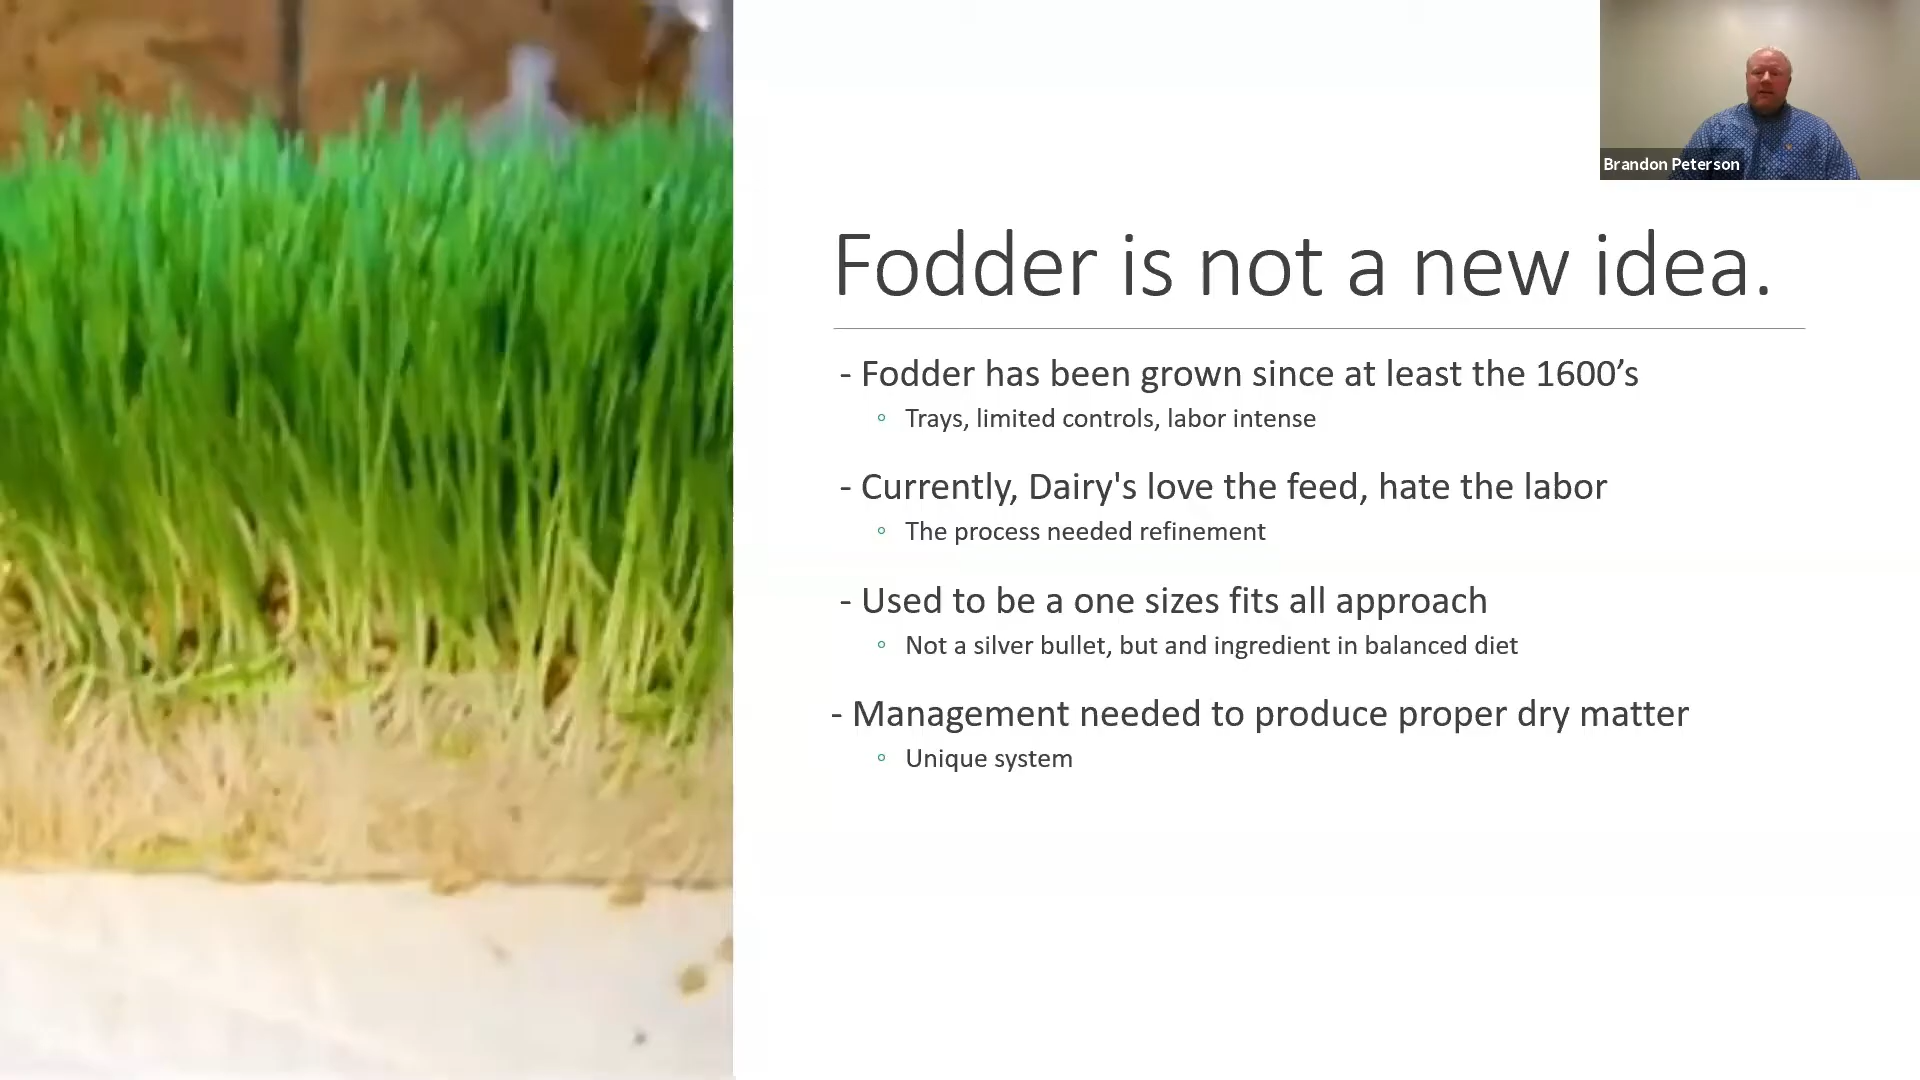 Brandon Peterson
Fodder is not a new idea.
- Fodder has been grown since at least the 1600’s
◦ Trays, limited controls, labor intense
- Currently, Dairy's love the feed, hate the labor
◦ The process needed refinement
- Used to be a one sizes fits all approach
◦ Not a silver bullet, but and ingredient in balanced diet
- Management needed to produce proper dry matter
◦ Unique system